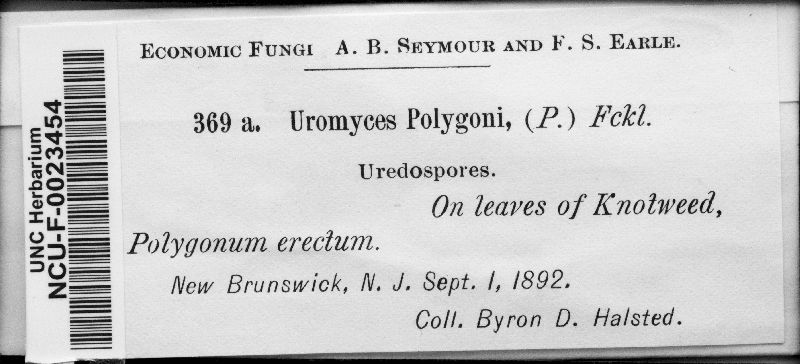 Economic Fungi A. B. Seymour and F. S. Earle.
369 a. Uromyces Polygoni, (P.) Fckl.
Uredospores.
On leaves of Knotweed,
Polygonum erectum.
New Brunswick, N. J. Sept. 1, 1892.
Coll. Byron D. Halsted.
UNC Herbarium
NCU-F-0023454